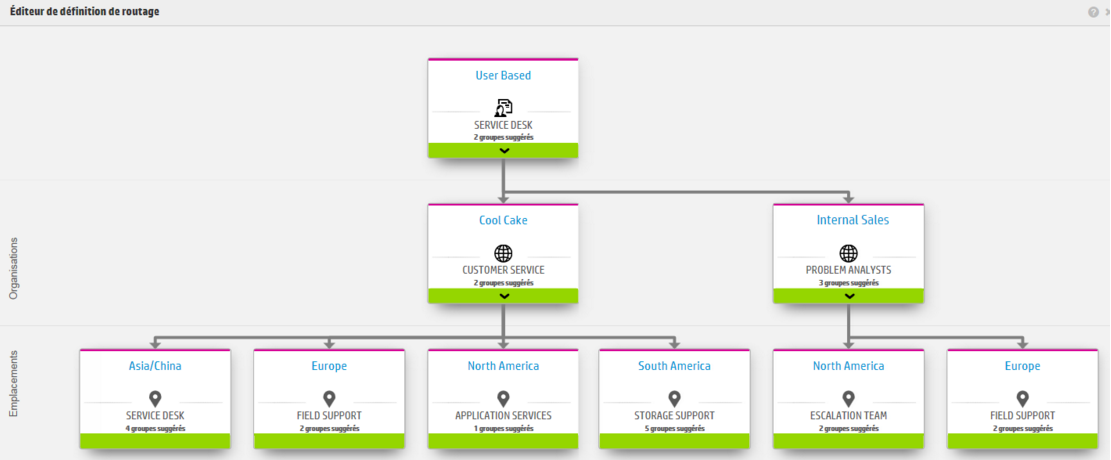 Éditeur de définition de routage
?
User Based
SERVICE DESK
2 groupes suggérés
Organisations
Cool Cake
CUSTOMER SERVICE
2 groupes suggérés
Internal Sales
PROBLEM ANALYSTS
3 groupes suggérés
Emplacements
Asia/China
SERVICE DESK
4 groupes suggérés
Europe
FIELD SUPPORT
2 groupes suggérés
North America
APPLICATION SERVICES
1 groupes suggérés
South America
STORAGE SUPPORT
5 groupes suggérés
North America
ESCALATION TEAM
2 groupes suggérés
Europe
FIELD SUPPORT
2 groupes suggérés